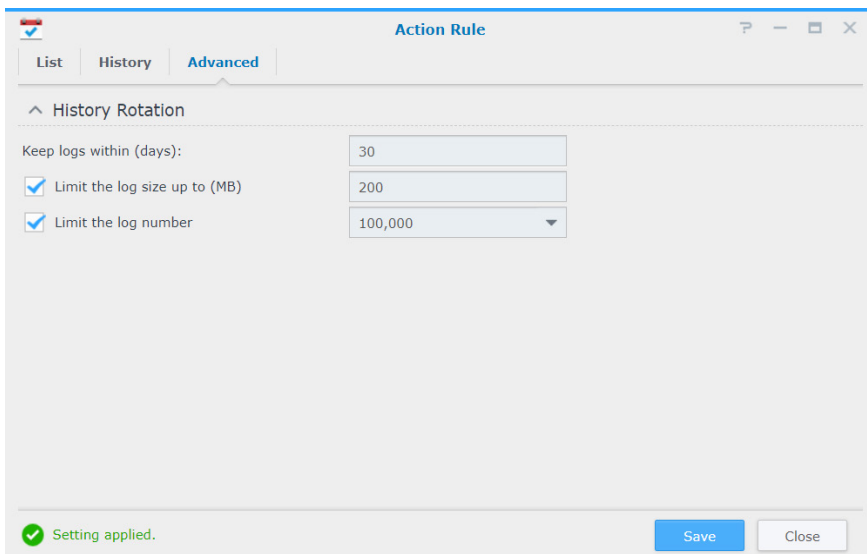 Action Rule
List History Advanced
History Rotation
Keep logs within (days): 30
Limit the log size up to (MB) 200
Limit the log number 100,000
Setting applied. Save Close